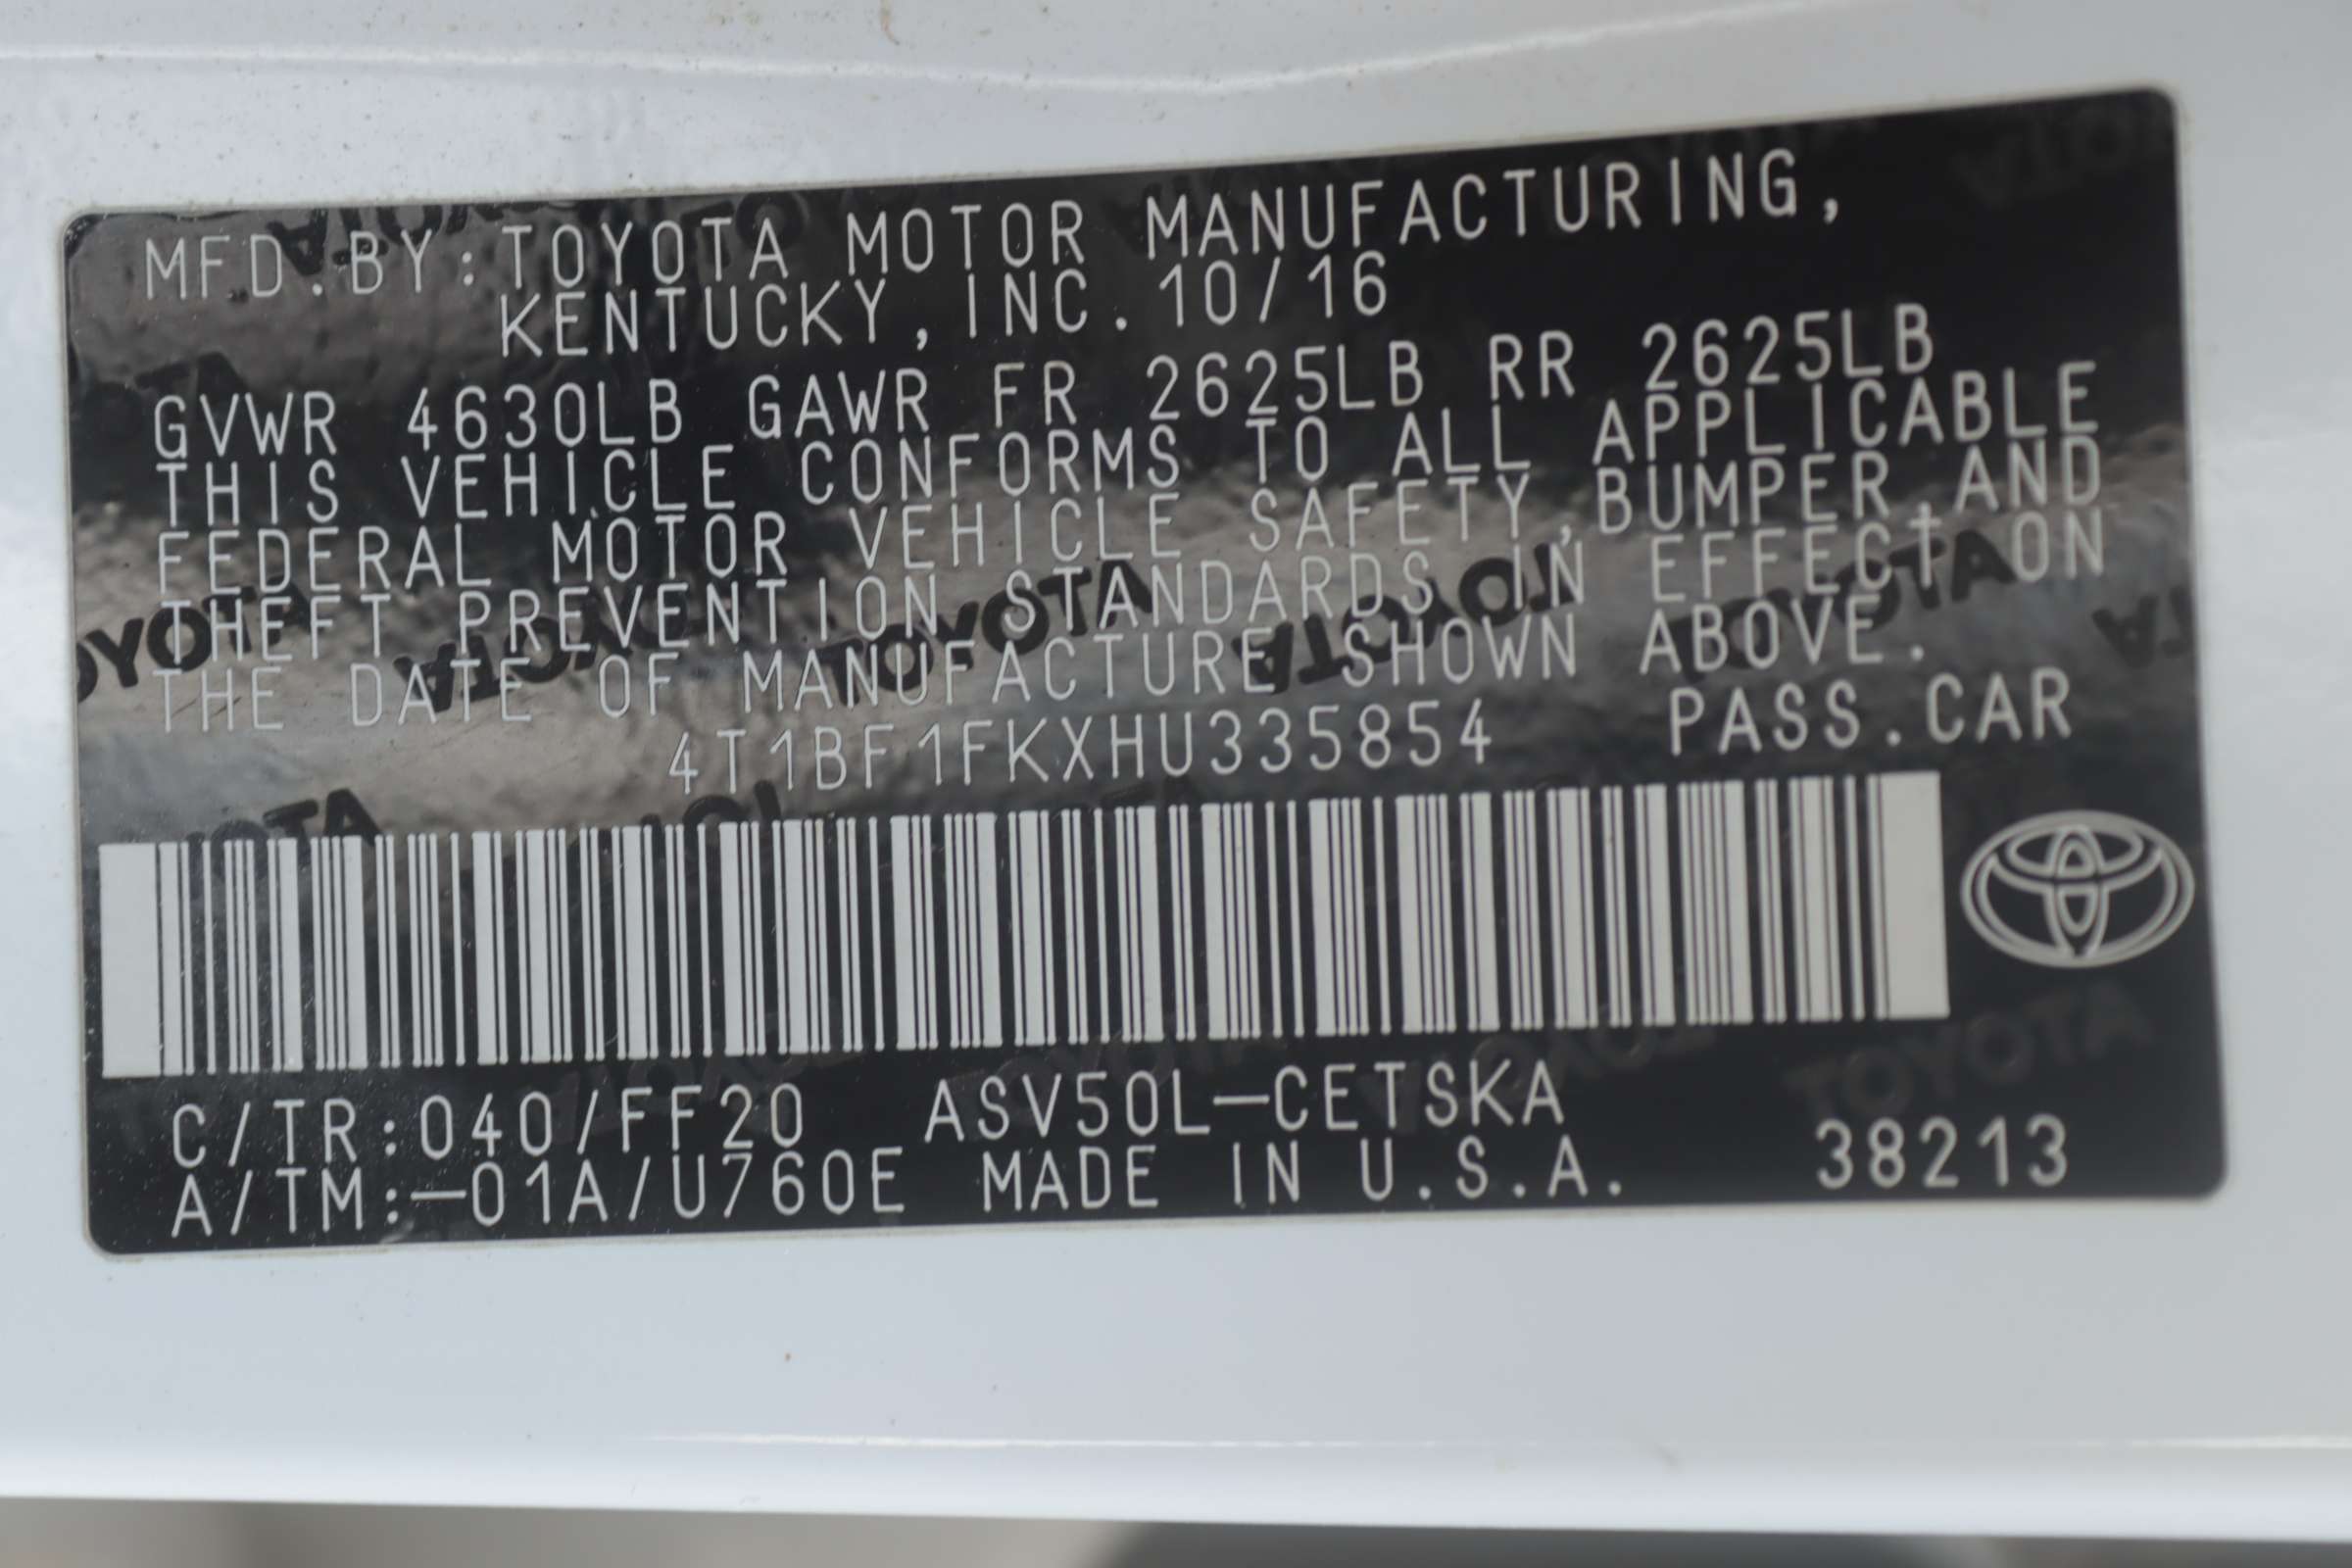 MFD.BY:TOYOTA MOTOR MANUFACTURING,
KENTUCKY, INC. 10/16
GVWR 4630LB GAWR FR 2625LB RR 2625LB
THIS VEHICLE CONFORMS TO ALL APPLICABLE
FEDERAL MOTOR VEHICLE SAFETY,BUMPER,AND
THEFT PREVENTION STANDARDS IN EFFECT ON
THE DATE OF MANUFACTURE SHOWN ABOVE.
4T1BF1FKXHU335854 PASS.CAR
C/TR:040/FF20 ASV50L-CETSKA
A/TM:-01A/U760E MADE IN U.S.A. 38213